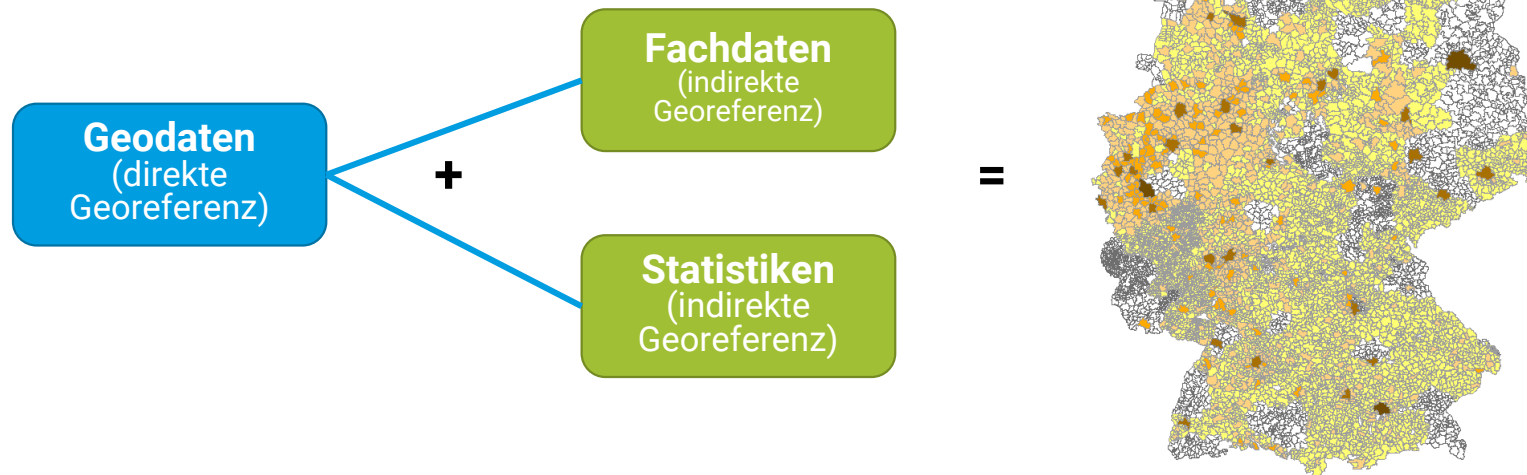 Geodaten
(direkte
Georeferenz)
+
Fachdaten
(indirekte
Georeferenz)
Statistiken
(indirekte
Georeferenz)
=